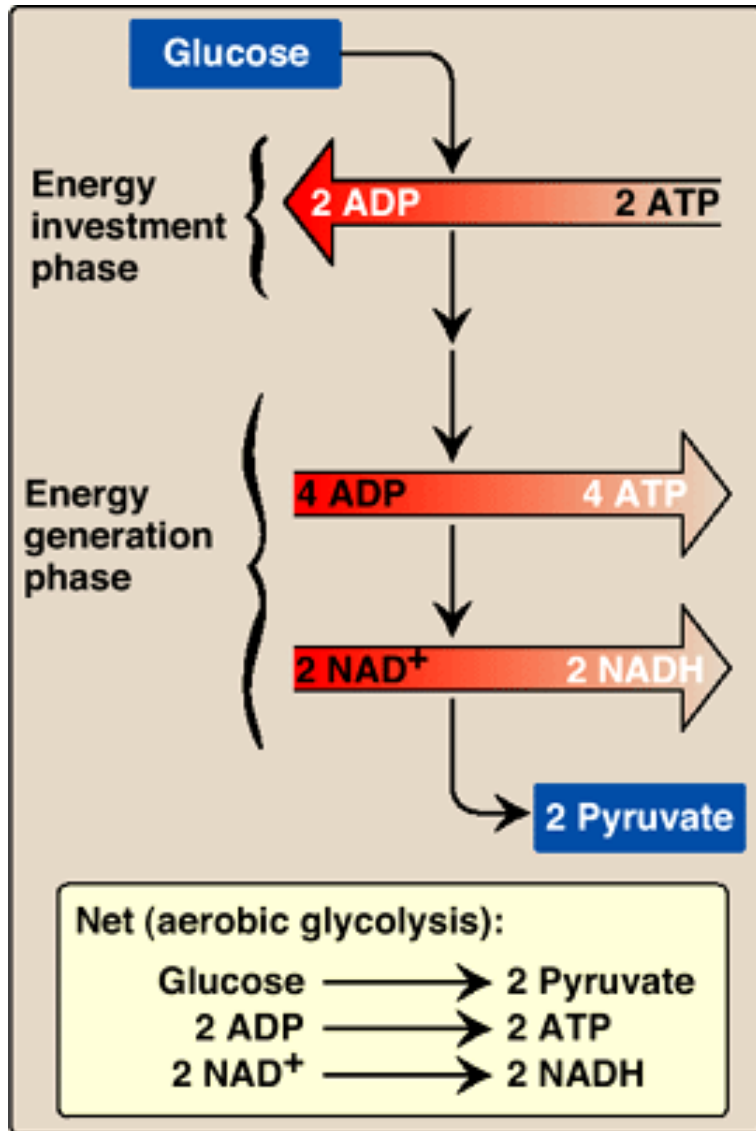 Glucose
Energy
investment
phase
2 ADP 2 ATP
Energy
generation
phase
4 ADP 4 ATP
2 NAD+ 2 NADH
2 Pyruvate
Net (aerobic glycolysis):
Glucose 2 Pyruvate
2 ADP 2 ATP
2 NAD+ 2 NADH